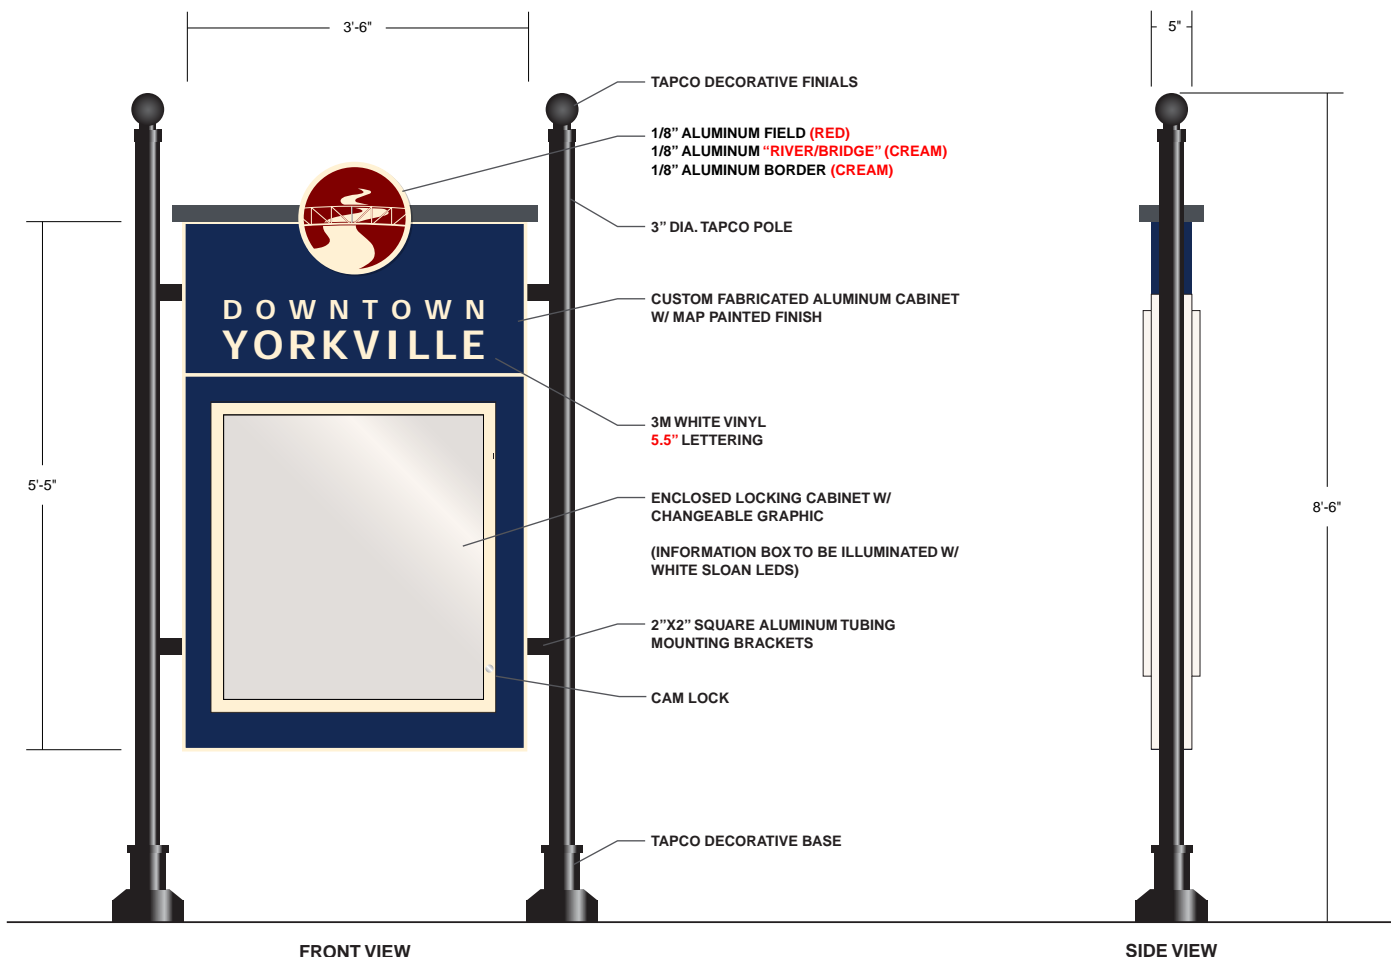 3'-6"
5"
TAPCO DECORATIVE FINIALS
1/8” ALUMINUM FIELD (RED)
1/8” ALUMINUM “RIVER/BRIDGE” (CREAM)
1/8” ALUMINUM BORDER (CREAM)
3” DIA. TAPCO POLE
CUSTOM FABRICATED ALUMINUM CABINET
W/ MAP PAINTED FINISH
DOWNTOWN
YORKVILLE
3M WHITE VINYL
5.5” LETTERING
5'-5"
8'-6"
ENCLOSED LOCKING CABINET W/
CHANGEABLE GRAPHIC
(INFORMATION BOX TO BE ILLUMINATED W/
WHITE SLOAN LEDS)
2”X2” SQUARE ALUMINUM TUBING
MOUNTING BRACKETS
CAM LOCK
TAPCO DECORATIVE BASE
FRONT VIEW
SIDE VIEW